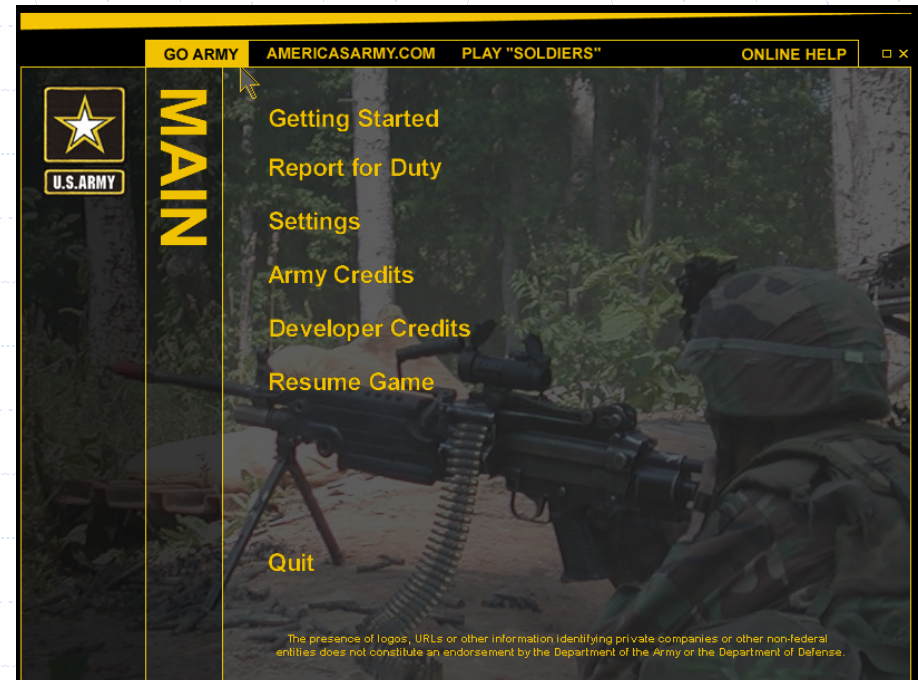 GO ARMY AMERICASARMY.COM PLAY "SOLDIERS" ONLINE HELP
U.S.ARMY
MAIN
Getting Started
Report for Duty
Settings
Army Credits
Developer Credits
Resume Game
Quit
The presence of logos, URLs or other information identifying private companies or other non-federal
entities does not constitute an endorsement by the Department of the Army or the Department of Defense.